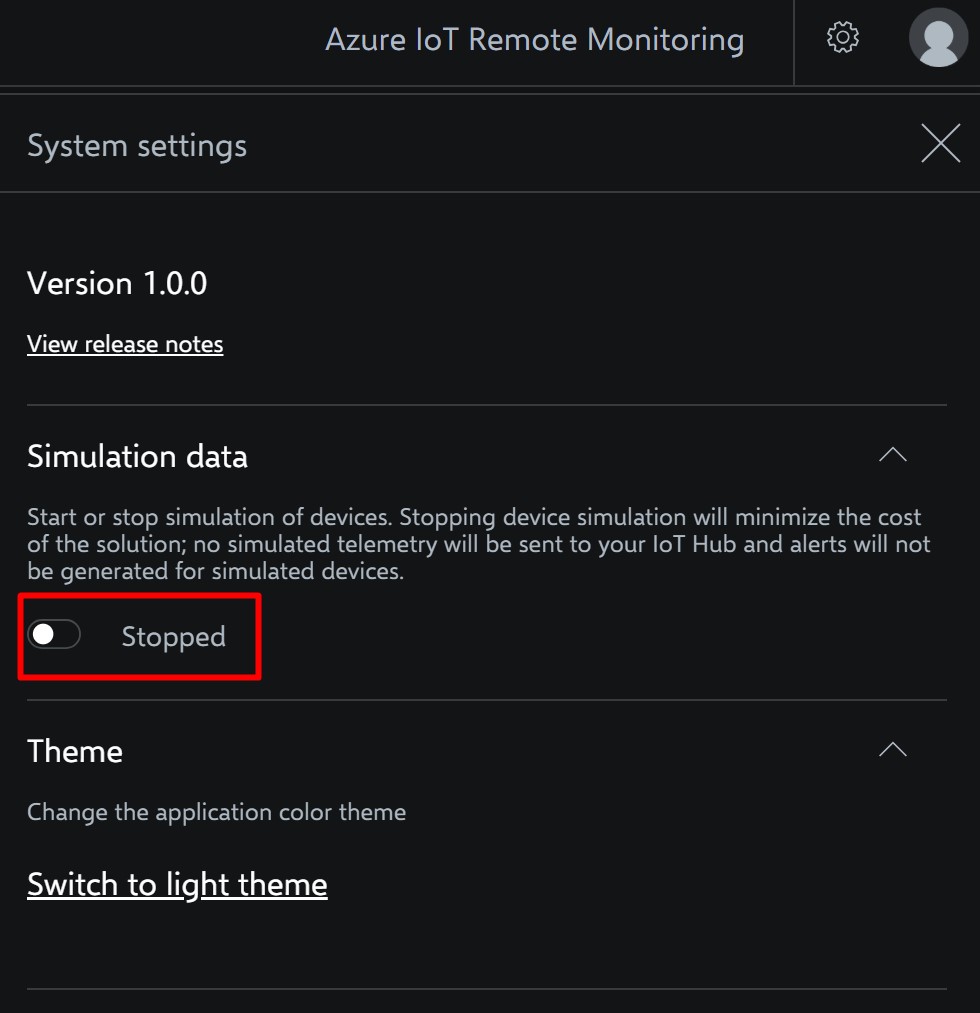 Azure IoT Remote Monitoring
System settings
Version 1.0.0
View release notes
Simulation data
Start or stop simulation of devices. Stopping device simulation will minimize the cost
of the solution; no simulated telemetry will be sent to your IoT Hub and alerts will not
be generated for simulated devices.
Stopped
Theme
Change the application color theme
Switch to light theme